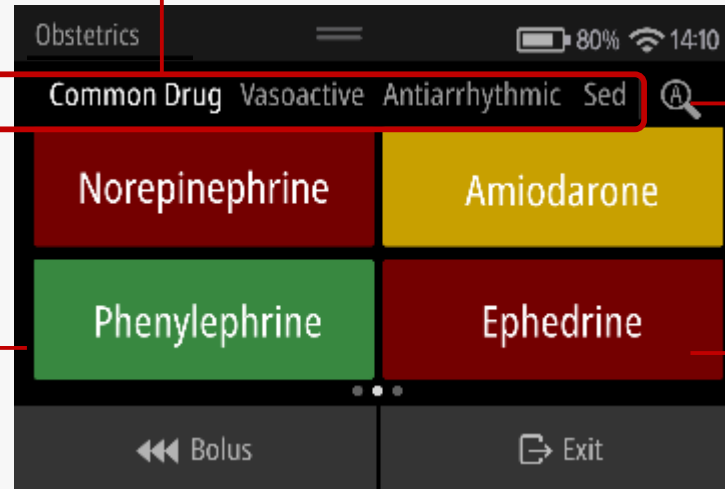 Obstetrics 80% 14:10
Common Drug Vasoactive Antiarrhythmic Sed A
Norepinephrine Amiodarone
Phenylephrine Ephedrine
Bolus Exit